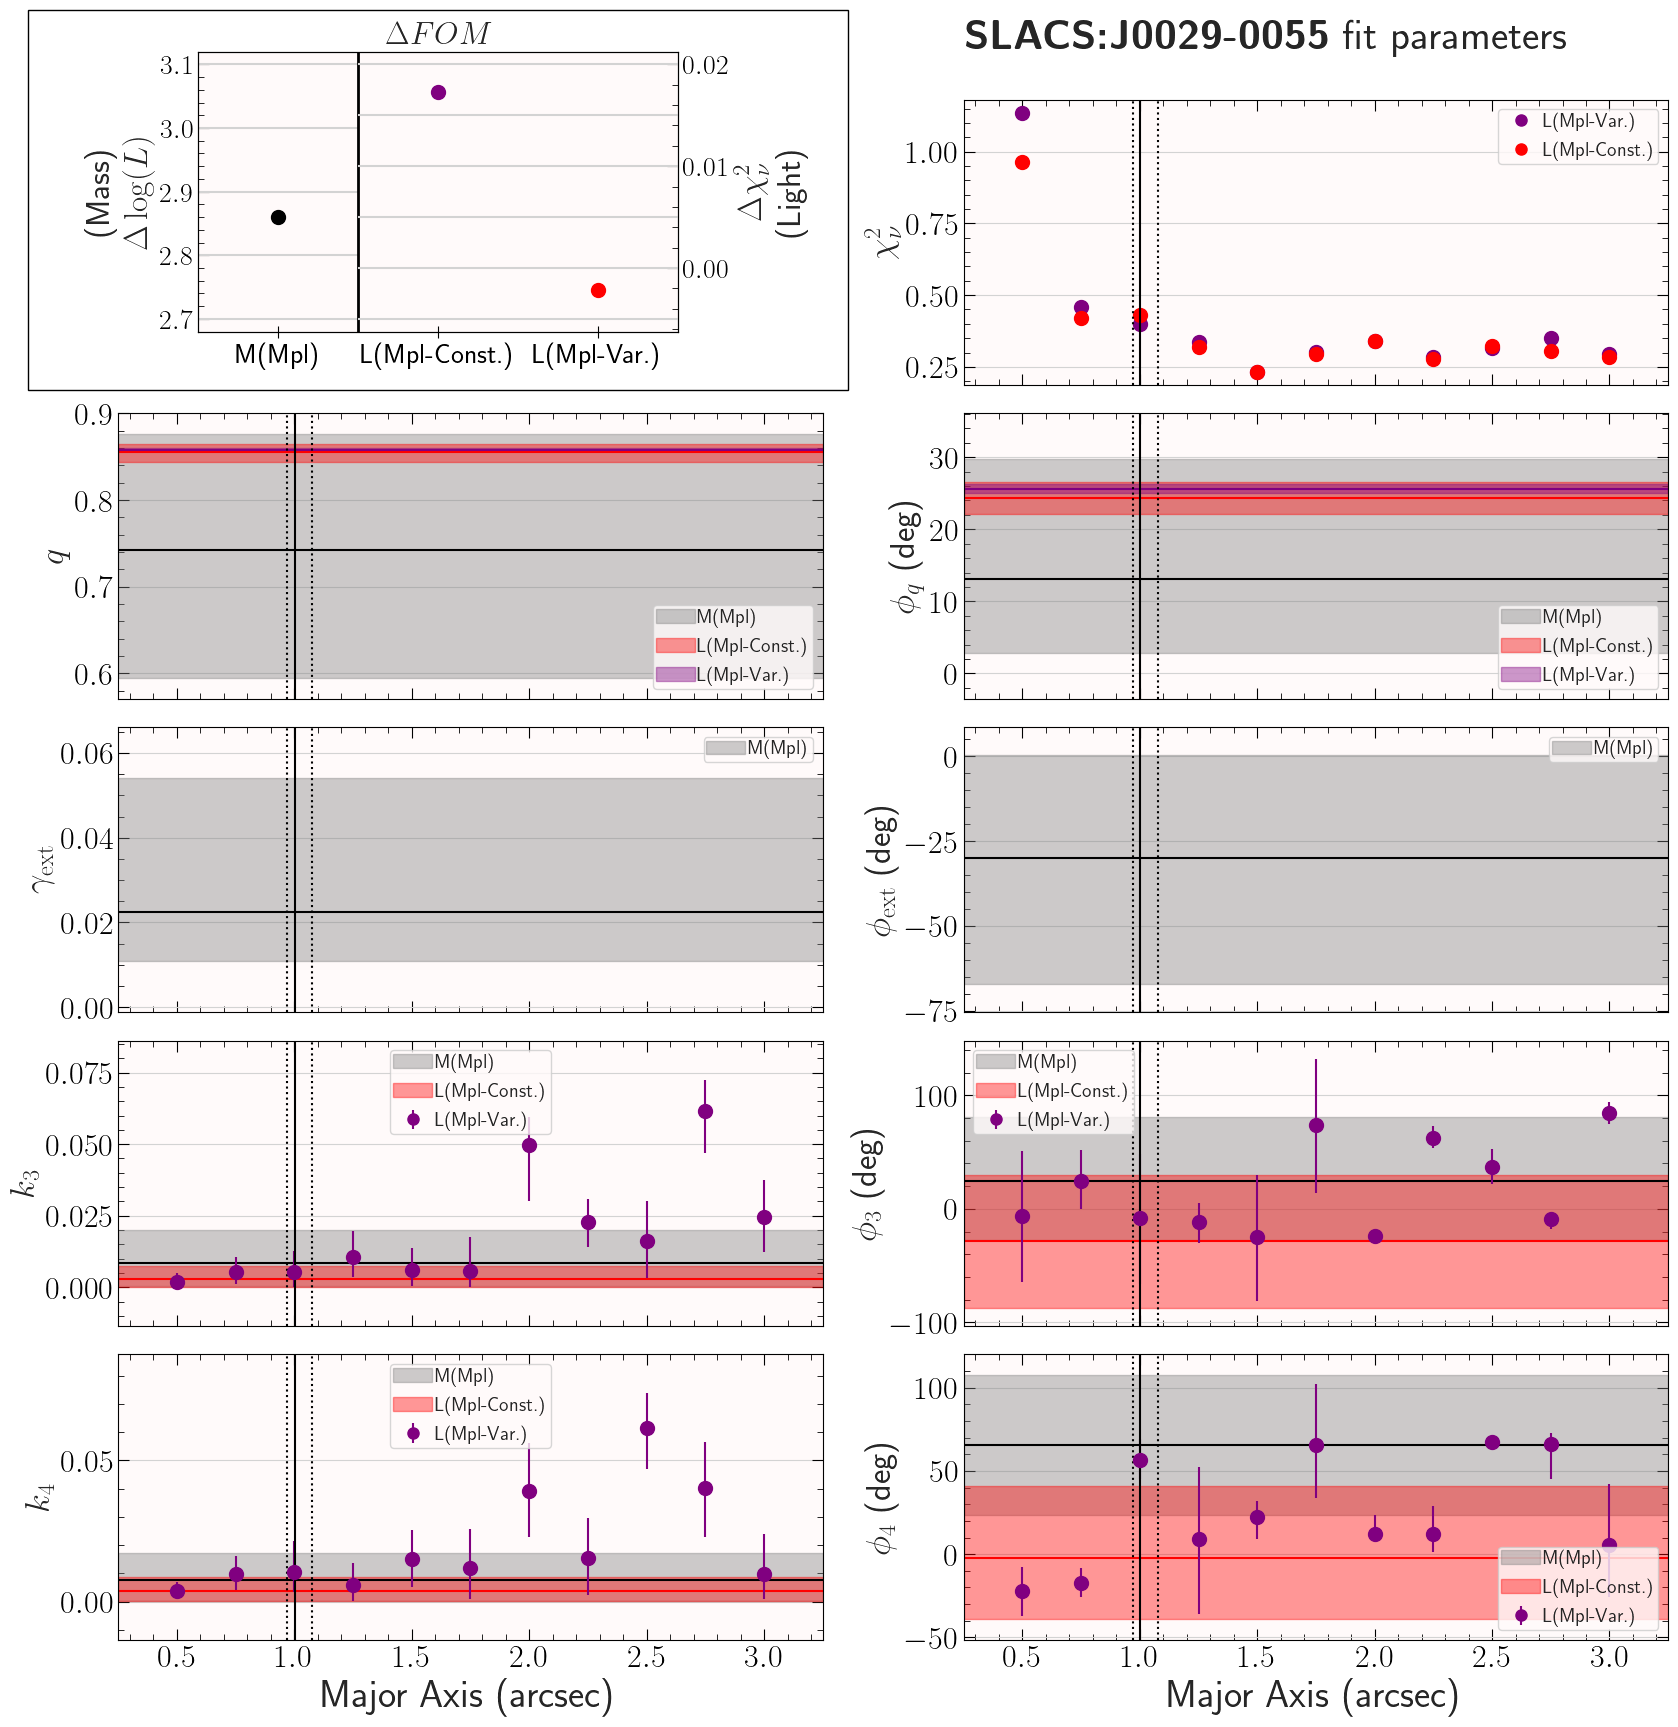 ΔFOM
SLACS:J0029-0055 fit parameters
(Mass)
Δ log(L)
3.1
3.0
2.9
2.8
2.7
0.02
0.01
0.00
Δχ²ν
(Light)
M(Mpl) L(Mpl-Const.) L(Mpl-Var.)
χ²ν
1.00
0.75
0.50
0.25
L(Mpl-Var.)
L(Mpl-Const.)
q
0.9
0.8
0.7
0.6
M(Mpl)
L(Mpl-Const.)
L(Mpl-Var.)
ϕq (deg)
30
20
10
0
M(Mpl)
L(Mpl-Const.)
L(Mpl-Var.)
γext
0.06
0.04
0.02
0.00
M(Mpl)
ϕext (deg)
0
−25
−50
−75
M(Mpl)
k3
0.075
0.050
0.025
0.000
M(Mpl)
L(Mpl-Const.)
L(Mpl-Var.)
ϕ3 (deg)
100
0
−100
M(Mpl)
L(Mpl-Const.)
L(Mpl-Var.)
k4
0.05
0.00
M(Mpl)
L(Mpl-Const.)
L(Mpl-Var.)
0.5 1.0 1.5 2.0 2.5 3.0
Major Axis (arcsec)
ϕ4 (deg)
100
50
0
−50
M(Mpl)
L(Mpl-Const.)
L(Mpl-Var.)
0.5 1.0 1.5 2.0 2.5 3.0
Major Axis (arcsec)